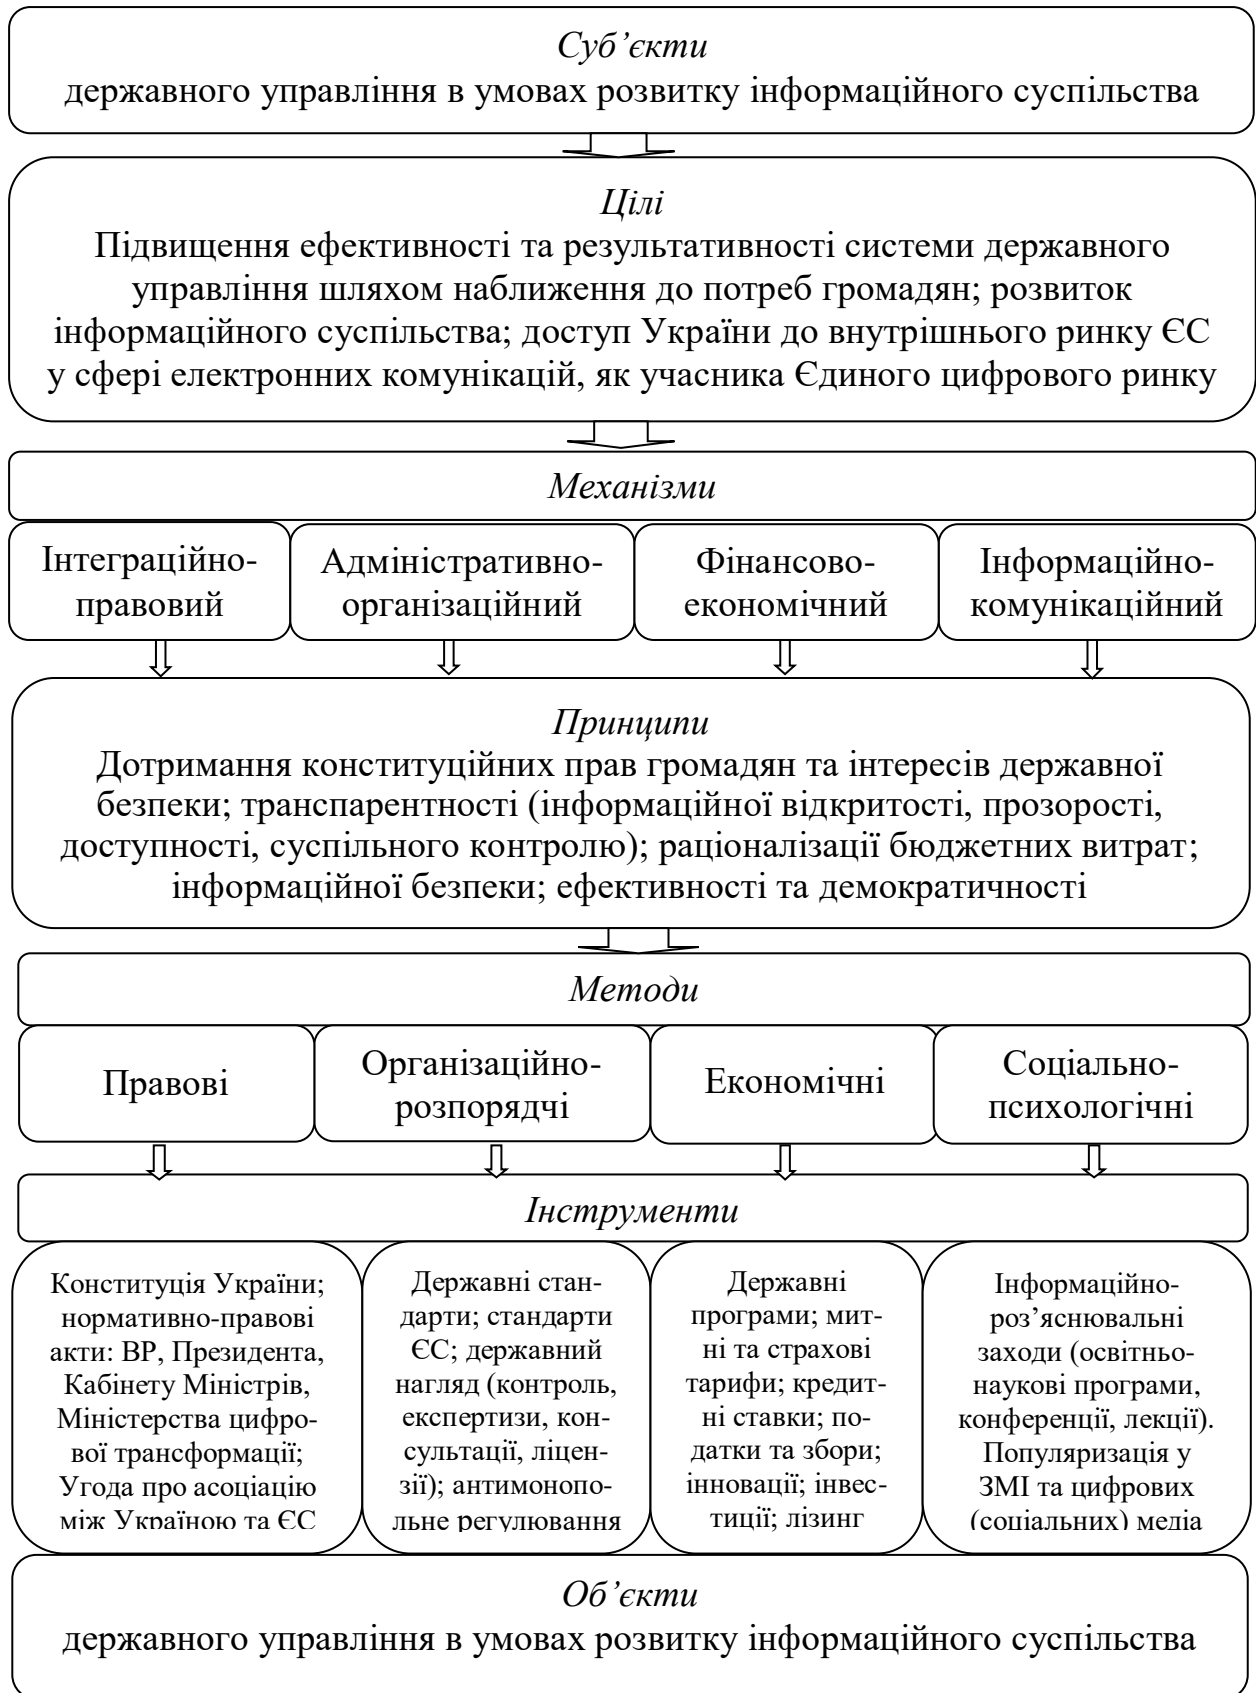 Суб’єкти
державного управління в умовах розвитку інформаційного суспільства
Цілі
Підвищення ефективності та результативності системи державного
управління шляхом наближення до потреб громадян; розвиток
інформаційного суспільства; доступ України до внутрішнього ринку ЄС
у сфері електронних комунікацій, як учасника Єдиного цифрового ринку
Механізми
Інтеграційно-
правовий
Адміністративно-
організаційний
Фінансово-
економічний
Інформаційно-
комунікаційний
Принципи
Дотримання конституційних прав громадян та інтересів державної
безпеки; транспарентності (інформаційної відкритості, прозорості,
доступності, суспільного контролю); раціоналізації бюджетних витрат;
інформаційної безпеки; ефективності та демократичності
Методи
Правові
Організаційно-
розпорядчі
Економічні
Соціально-
психологічні
Інструменти
Конституція України;
нормативно-правові
акти: ВР, Президента,
Кабінету Міністрів,
Міністерства цифро-
вої трансформації;
Угода про асоціацію
між Україною та ЄС
Державні стан-
дарти; стандарти
ЄС; державний
нагляд (контроль,
експертизи, кон-
сультації, ліцен-
зії); антимонопо-
льне регулювання
Державні
програми; мит-
ні та страхові
тарифи; кредит-
ні ставки; по-
датки та збори;
інновації; інвес-
тиції; лізинг
Інформаційно-
роз’яснювальні
заходи (освітньо-
наукові програми,
конференції, лекції).
Популяризація у
ЗМІ та цифрових
(соціальних) медіа
Об’єкти
державного управління в умовах розвитку інформаційного суспільства